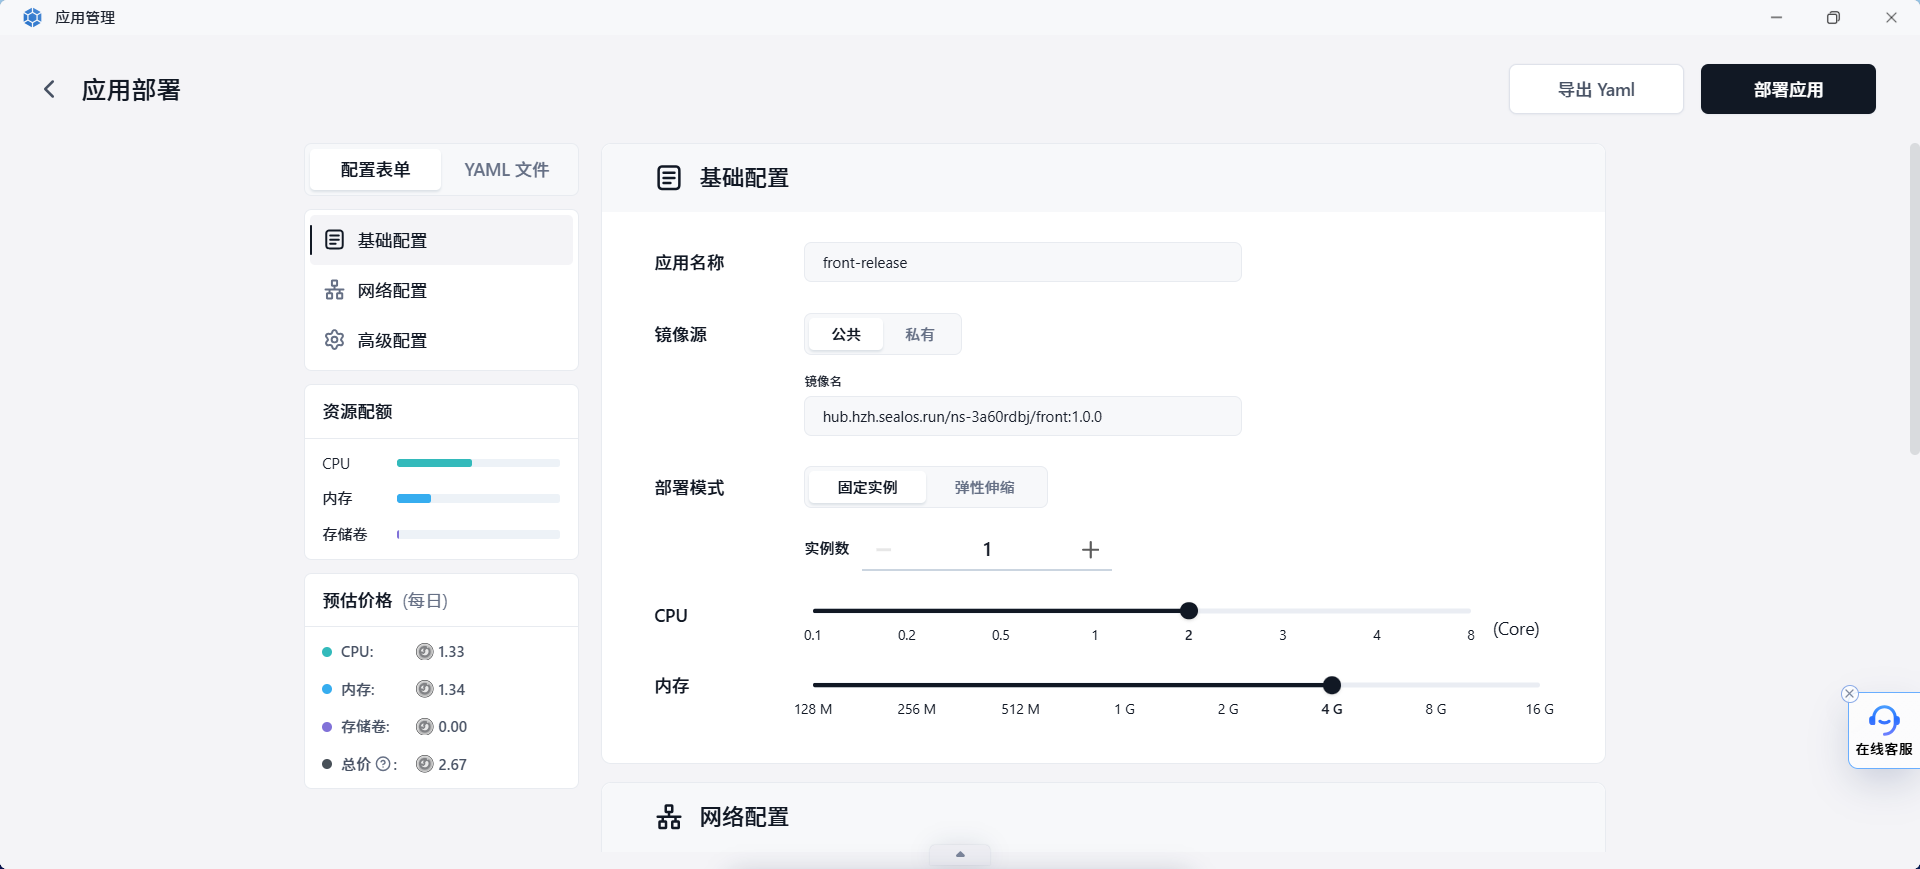 应用管理
应用部署
导出 Yaml
部署应用
配置表单
YAML 文件
基础配置
网络配置
高级配置
资源配额
CPU
内存
存储卷
预估价格 (每日)
CPU: 1.33
内存: 1.34
存储卷: 0.00
总价 ? : 2.67
基础配置
应用名称
front-release
镜像源
公共
私有
镜像名
hub.hzh.sealos.run/ns-3a60rdbj/front:1.0.0
部署模式
固定实例
弹性伸缩
实例数
1
CPU
0.1 0.2 0.5 1 2 3 4 8 (Core)
内存
128 M 256 M 512 M 1 G 2 G 4 G 8 G 16 G
网络配置
在线客服